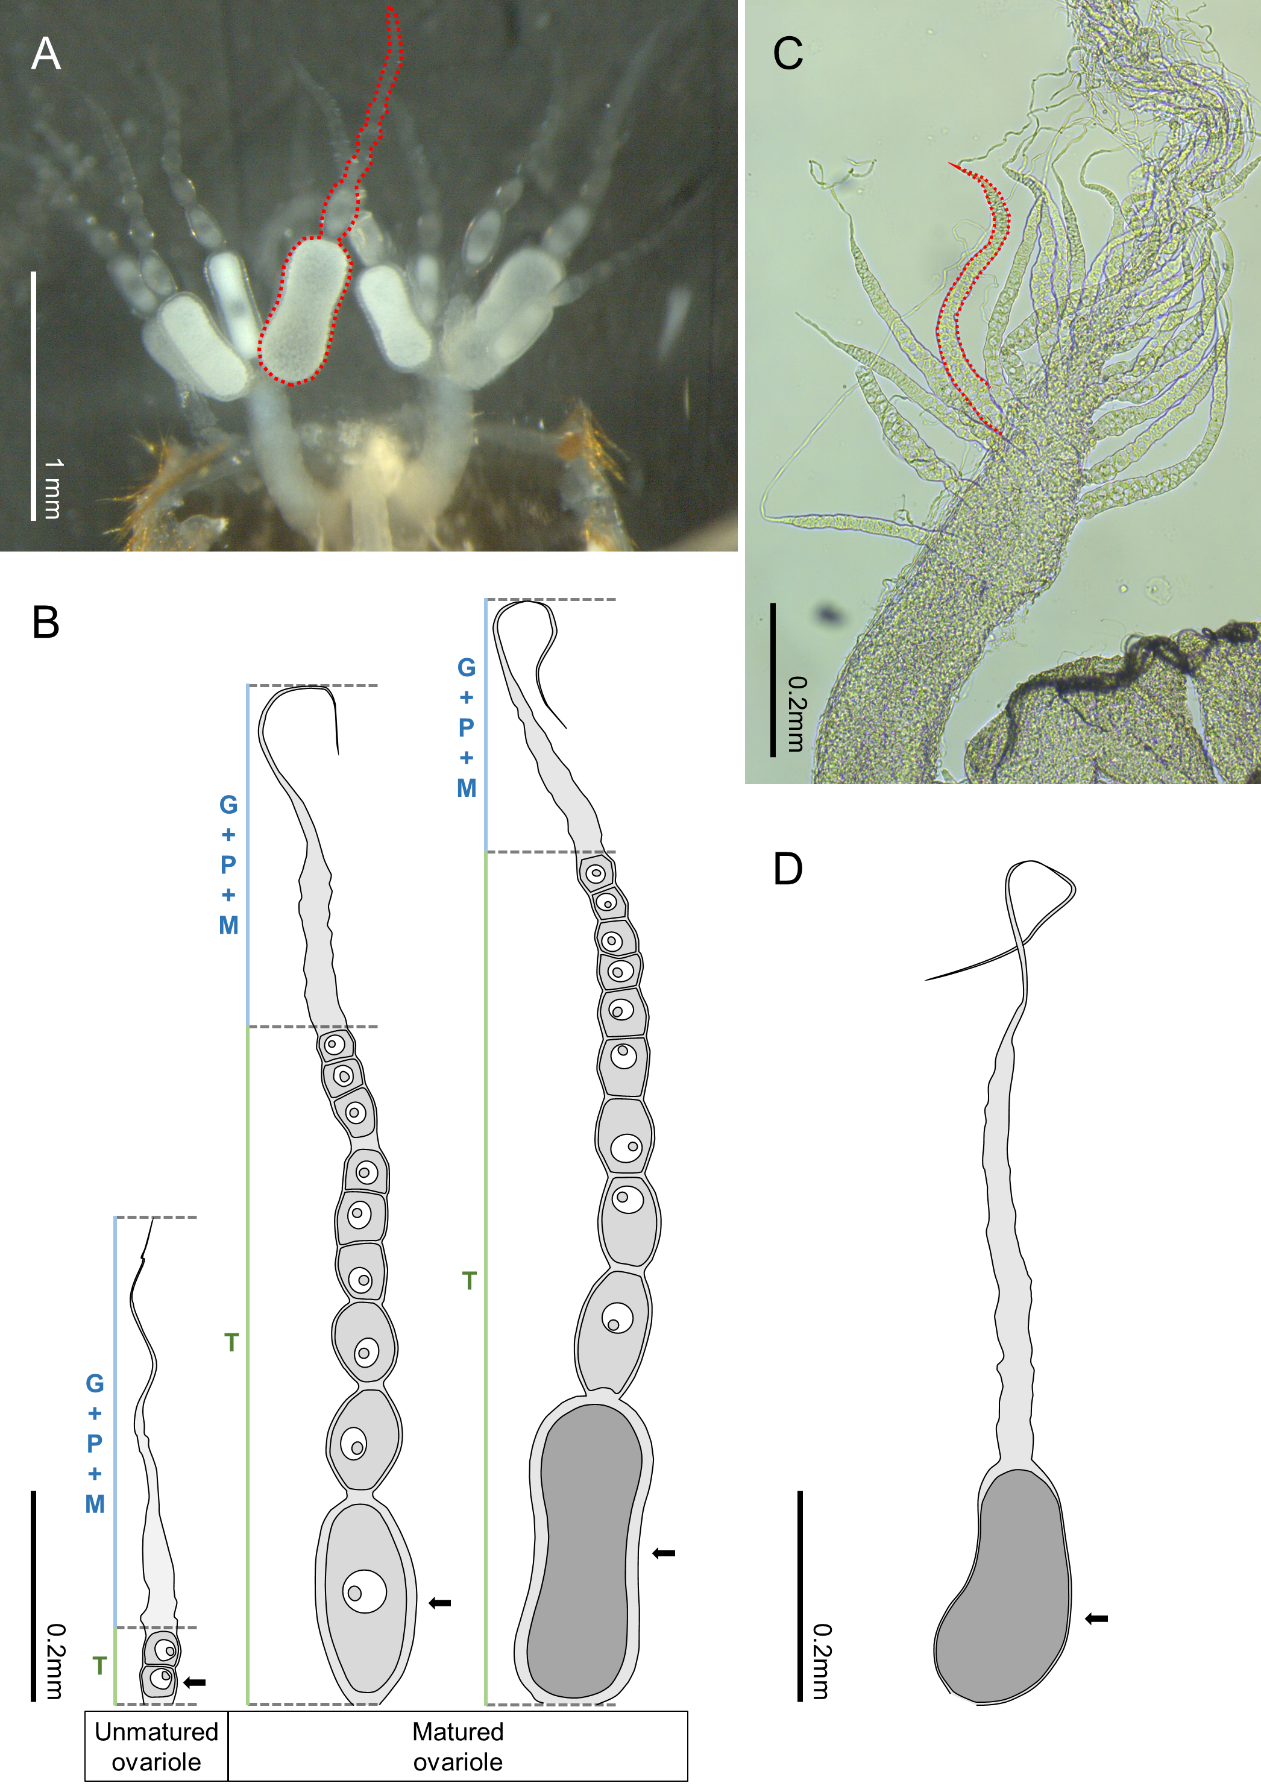 A
1 mm
C
0.2mm
B
G
+
P
+
M
T
G
+
P
+
M
T
G
+
P
+
M
T
0.2mm
Unmatured
ovariole
Matured
ovariole
D
0.2mm